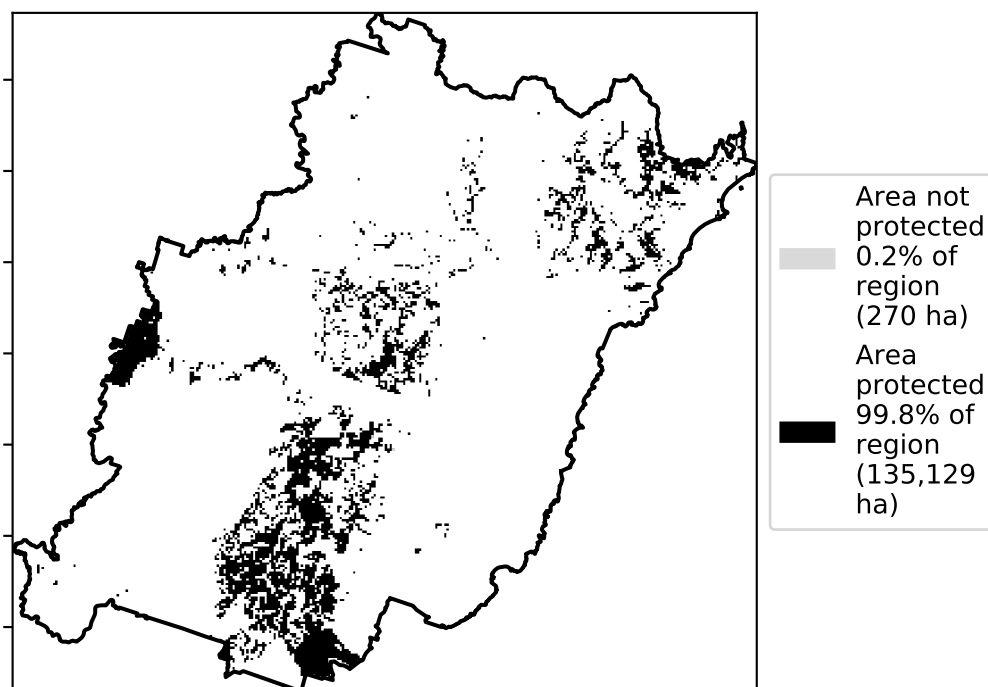 Area not
protected
0.2% of
region
(270 ha)
Area
protected
99.8% of
region
(135,129
ha)